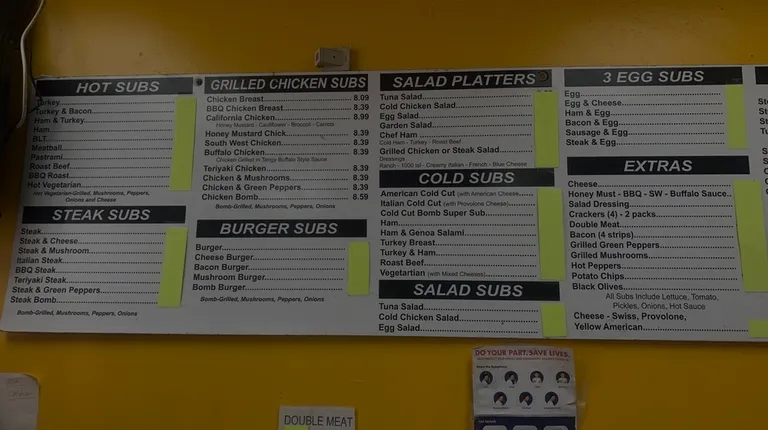 HOT SUBS
Turkey
Turkey & Bacon
Ham & Turkey
Ham
BLT
Meatball
Pastrami
Roast Beef
BBQ Roast
Hot Vegetarian
Hot Vegetarian-Grilled, Mushrooms, Peppers,
Onions and Cheese
STEAK SUBS
Steak
Steak & Cheese
Steak & Mushroom
Italian Steak
BBQ Steak
Teriyaki Steak
Steak & Green Peppers
Steak Bomb
Bomb-Grilled, Mushrooms, Peppers, Onions
GRILLED CHICKEN SUBS
Chicken Breast 8.09
BBQ Chicken Breast 8.39
California Chicken 8.99
Honey Mustard - Cauliflower - Broccoli - Carrots
Honey Mustard Chick 8.39
South West Chicken 8.39
Buffalo Chicken 8.39
Chicken Grilled in Tangy Buffalo Style Sauce
Teriyaki Chicken 8.39
Chicken & Mushrooms 8.39
Chicken & Green Peppers 8.39
Chicken Bomb 8.59
Bomb-Grilled, Mushrooms, Peppers, Onions
BURGER SUBS
Burger
Cheese Burger
Bacon Burger
Mushroom Burger
Bomb Burger
Bomb-Grilled, Mushrooms, Peppers, Onions
SALAD PLATTERS
Tuna Salad
Cold Chicken Salad
Egg Salad
Garden Salad
Chef Ham
Cold Ham - Turkey - Roast Beef
Grilled Chicken or Steak Salad
Dressings
Ranch - 1000 Isl - Creamy Italian - French - Blue Cheese
COLD SUBS
American Cold Cut (with American Cheese
Italian Cold Cut (with Provolone Cheese)
Cold Cut Bomb Super Sub
Ham
Ham & Genoa Salami
Turkey Breast
Turkey & Ham
Roast Beef
Vegetarian (with Mixed Cheeses)
SALAD SUBS
Tuna Salad
Cold Chicken Salad
Egg Salad
3 EGG SUBS
Egg
Egg & Cheese
Ham & Egg
Bacon & Egg
Sausage & Egg
Steak & Egg
EXTRAS
Cheese
Honey Must - BBQ - SW - Buffalo Sauce
Salad Dressing
Crackers (4) - 2 packs
Double Meat
Bacon (4 strips)
Grilled Green Peppers
Grilled Mushrooms
Hot Peppers
Potato Chips
Black Olives
All Subs Include Lettuce, Tomato,
Pickles, Onions, Hot Sauce
Cheese - Swiss, Provolone,
Yellow American
DO YOUR PART. SAVE LIVES.
DOUBLE MEAT